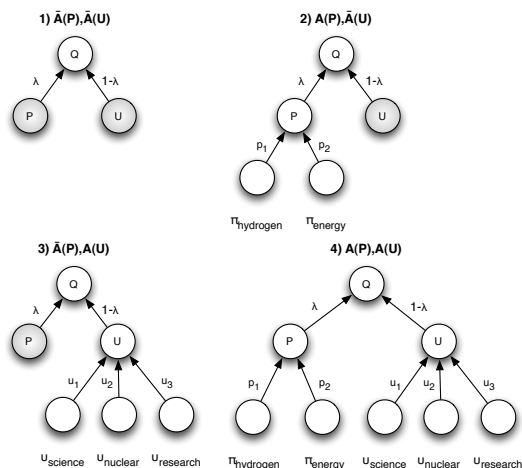 1) Ā(P),Ā(U)
2) A(P),Ā(U)
Q
Q
λ
1-λ
λ
1-λ
P
U
P
U
p1
p2
πhydrogen
πenergy
3) Ā(P),A(U)
4) A(P),A(U)
Q
Q
λ
1-λ
λ
1-λ
P
U
P
U
u1
u2
u3
p1
p2
u1
u2
u3
υscience
υnuclear
υresearch
πhydrogen
πenergy
υscience
υnuclear
υresearch